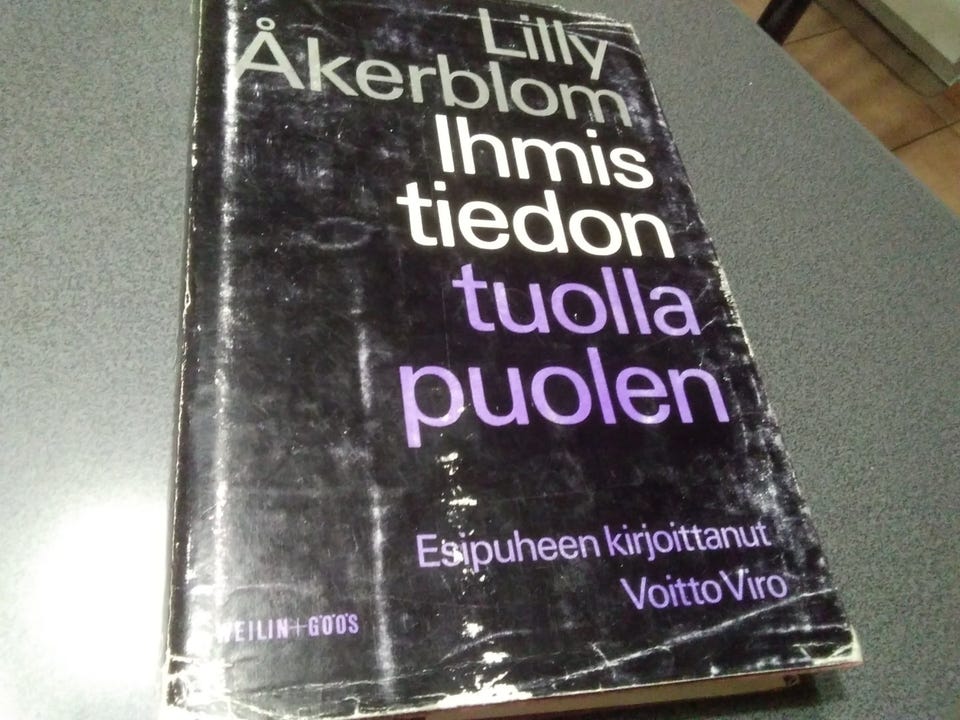 Lilly
Åkerblom
Ihmis
tiedon
tuolla
puolen
Esipuheen kirjoittanut
Voitto Viro
WEILIN+GÖÖS